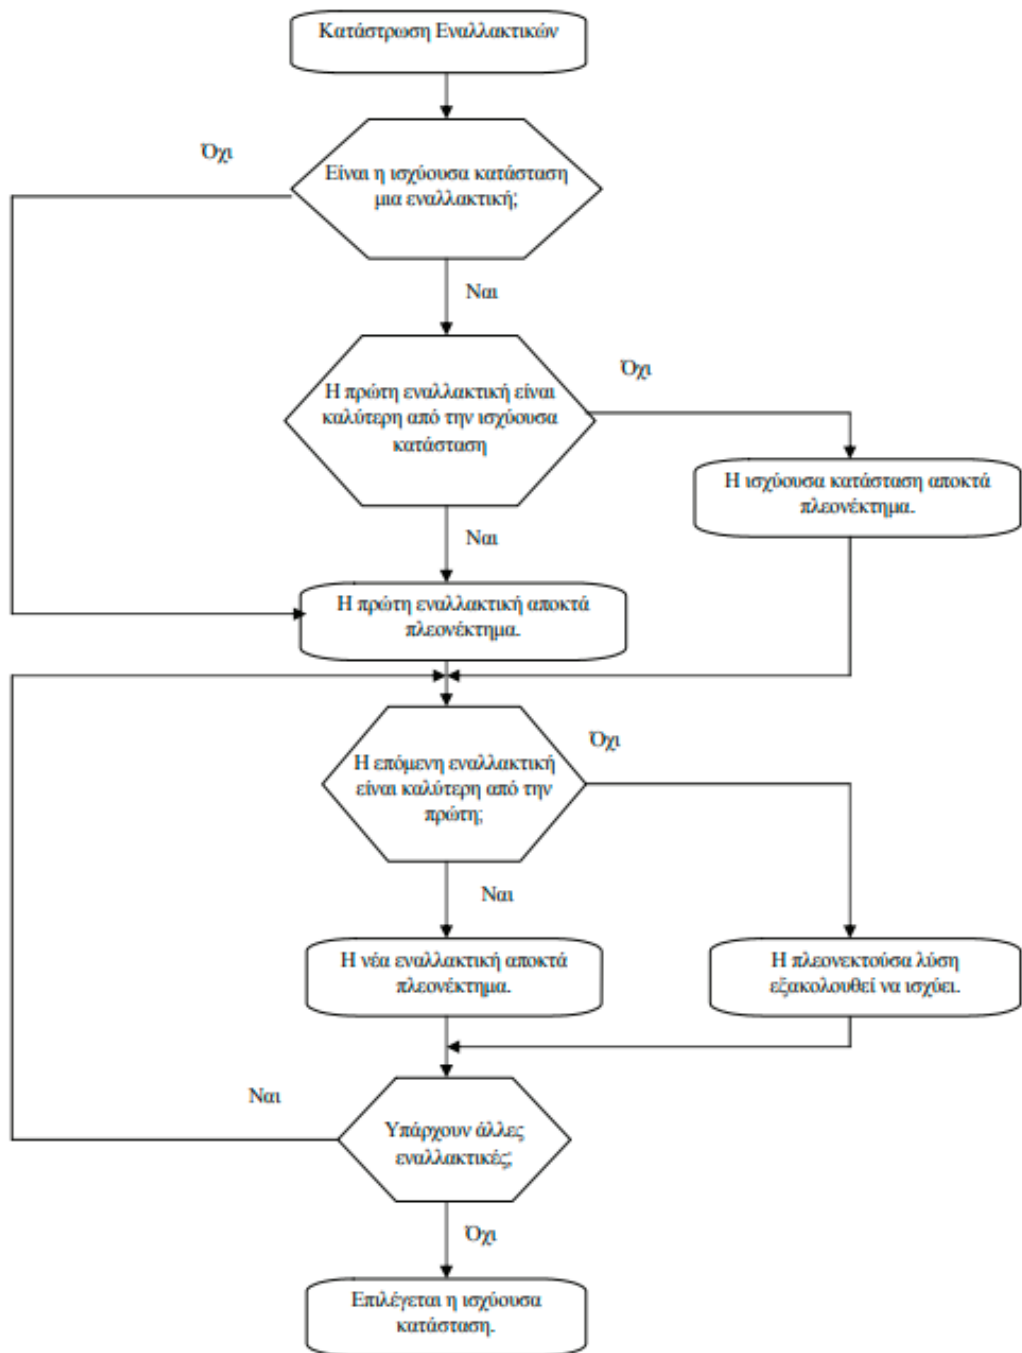 Κατάστρωση Εναλλακτικών
Όχι
Είναι η ισχύουσα κατάσταση
μια εναλλακτική;
Ναι
Όχι
Η πρώτη εναλλακτική είναι
καλύτερη από την ισχύουσα
κατάσταση
Η ισχύουσα κατάσταση αποκτά
πλεονέκτημα.
Ναι
Η πρώτη εναλλακτική αποκτά
πλεονέκτημα.
Όχι
Η επόμενη εναλλακτική
είναι καλύτερη από την
πρώτη;
Ναι
Η νέα εναλλακτική αποκτά
πλεονέκτημα.
Η πλεονεκτούσα λύση
εξακολουθεί να ισχύει.
Ναι
Υπάρχουν άλλες
εναλλακτικές;
Όχι
Επιλέγεται η ισχύουσα
κατάσταση.